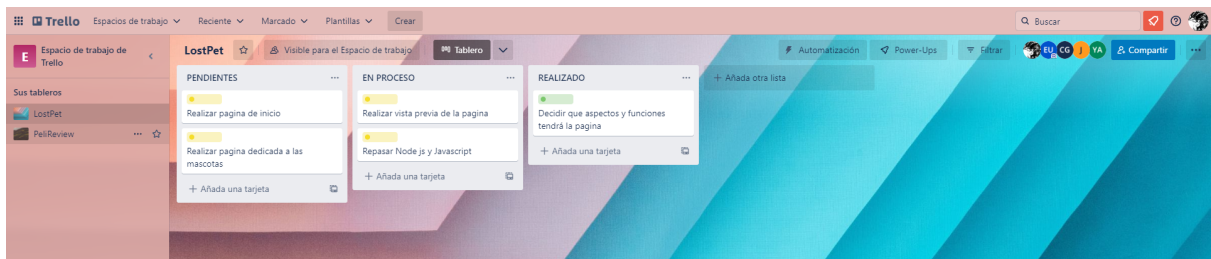 Trello Espacios de trabajo Reciente Marcado Plantillas Crear Buscar
E Espacio de trabajo de Trello
LostPet Visible para el Espacio de trabajo Tablero Automatización Power-Ups Filtrar EU CG J YA Compartir
Sus tableros
LostPet
PeliReview
PENDIENTES
Realizar pagina de inicio
Realizar pagina dedicada a las
mascotas
+ Añada una tarjeta
EN PROCESO
Realizar vista previa de la pagina
Repasar Node js y Javascript
+ Añada una tarjeta
REALIZADO
Decidir que aspectos y funciones
tendrá la pagina
+ Añada una tarjeta
+ Añada otra lista